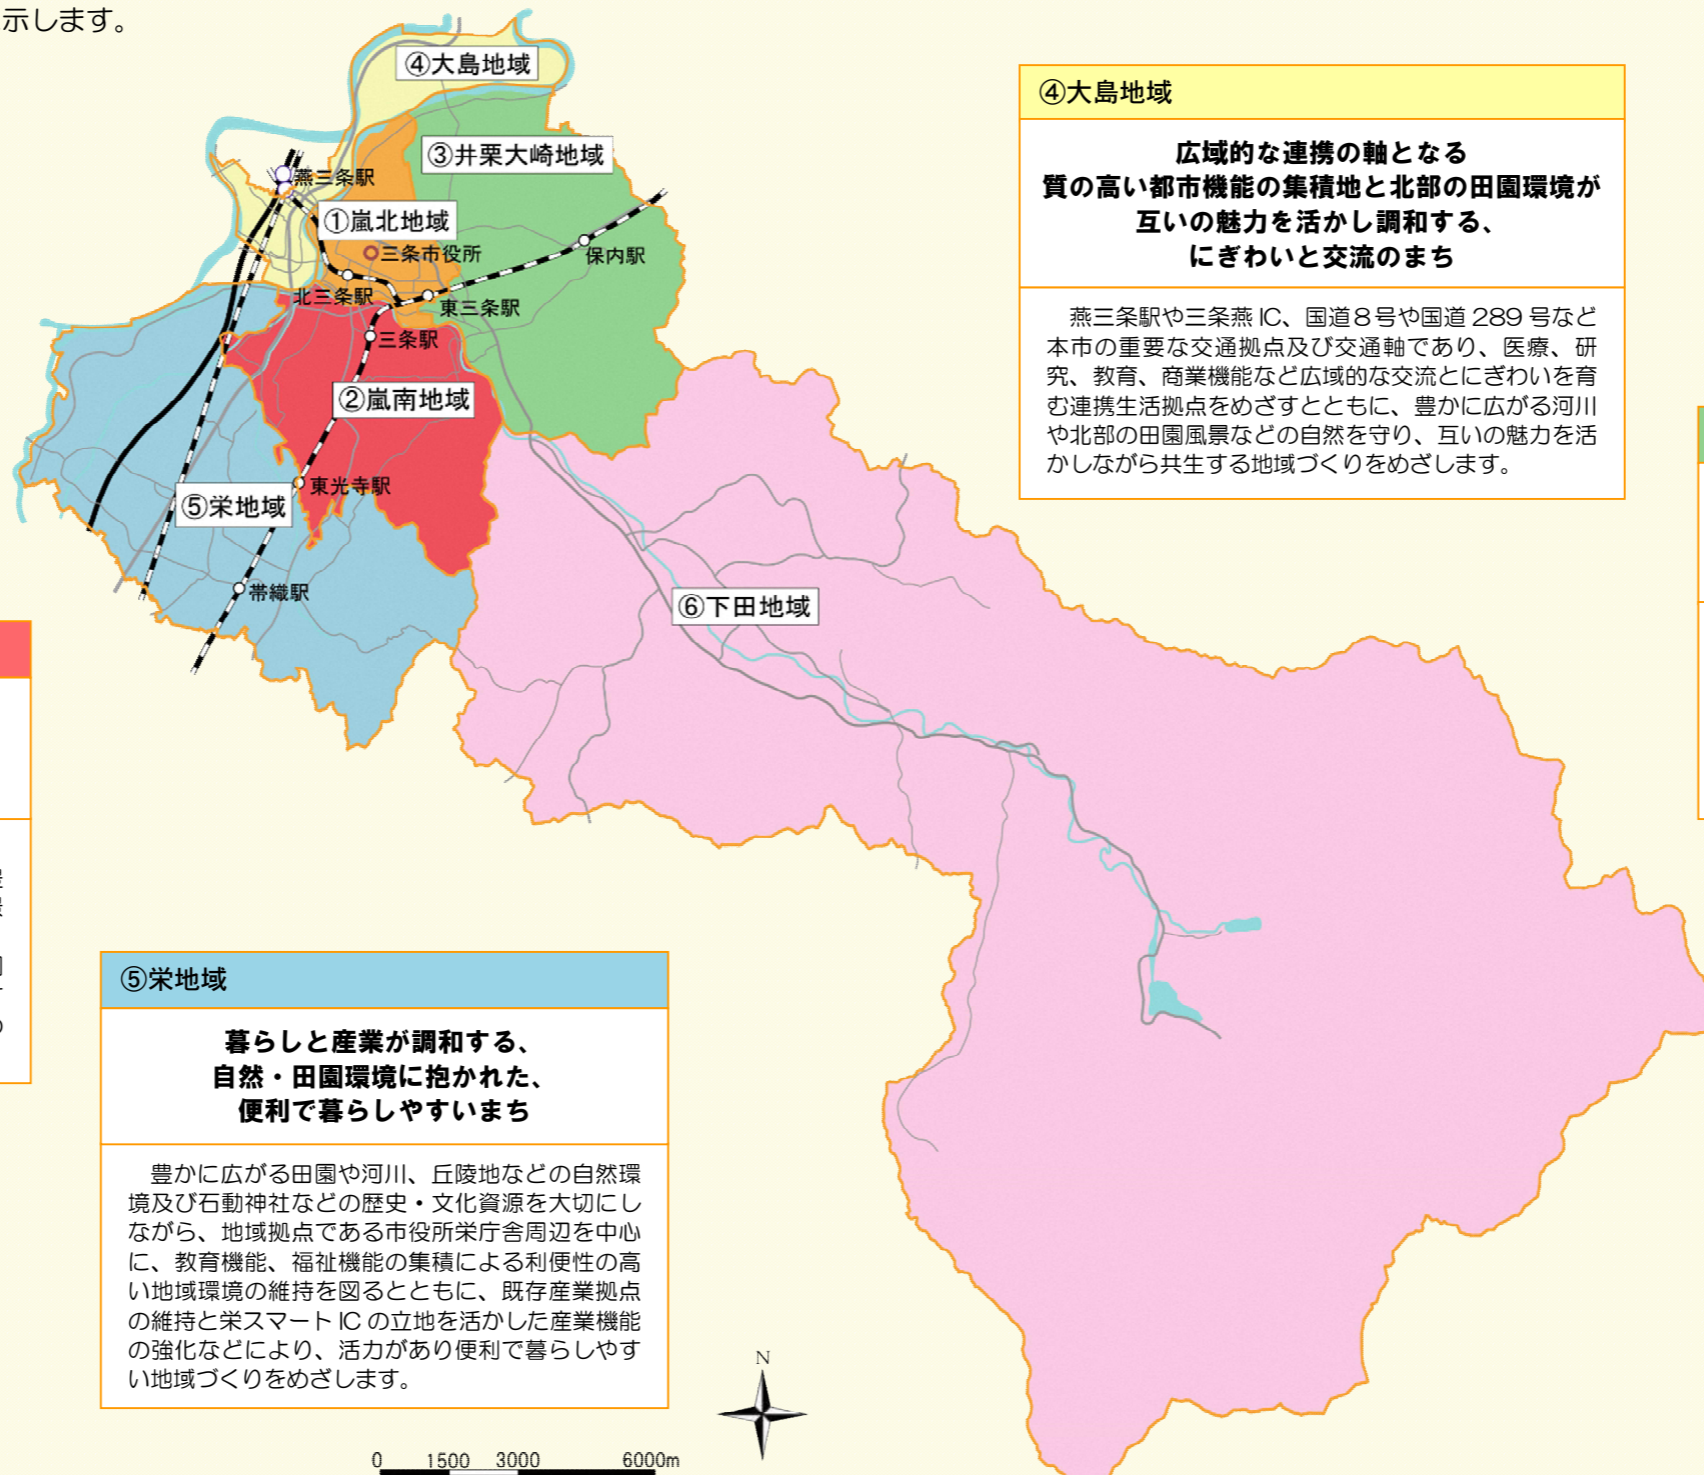 示します。
④大島地域
③井栗大崎地域
燕三条駅
①嵐北地域
三条市役所
保内駅
北三条駅
東三条駅
三条駅
②嵐南地域
東光寺駅
⑤栄地域
帯織駅
⑥下田地域
④大島地域
広域的な連携の軸となる
質の高い都市機能の集積地と北部の田園環境が
互いの魅力を活かし調和する、
にぎわいと交流のまち
燕三条駅や三条燕 IC、国道8号や国道 289 号など
本市の重要な交通拠点及び交通軸であり、医療、研
究、教育、商業機能など広域的な交流とにぎわいを育
む連携生活拠点をめざすとともに、豊かに広がる河川
や北部の田園風景などの自然を守り、互いの魅力を活
かしながら共生する地域づくりをめざします。
⑤栄地域
暮らしと産業が調和する、
自然・田園環境に抱かれた、
便利で暮らしやすいまち
豊かに広がる田園や河川、丘陵地などの自然環
境及び石動神社などの歴史・文化資源を大切にし
ながら、地域拠点である市役所栄庁舎周辺を中心
に、教育機能、福祉機能の集積による利便性の高
い地域環境の維持を図るとともに、既存産業拠点
の維持と栄スマート IC の立地を活かした産業機能
の強化などにより、活力があり便利で暮らしやす
い地域づくりをめざします。
N
0 1500 3000 6000m